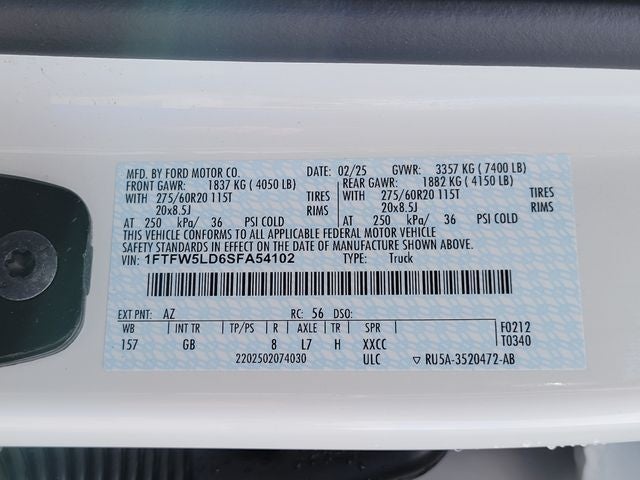 MFD. BY FORD MOTOR CO. DATE: 02/25 GVWR: 3357 KG ( 7400 LB)
FRONT GAWR: 1837 KG ( 4050 LB) REAR GAWR: 1882 KG ( 4150 LB)
WITH 275/60R20 115T TIRES WITH 275/60R20 115T TIRES
20x8.5J RIMS 20x8.5J RIMS
AT 250 kPa/ 36 PSI COLD AT 250 kPa/ 36 PSI COLD
THIS VEHICLE CONFORMS TO ALL APPLICABLE FEDERAL MOTOR VEHICLE
SAFETY STANDARDS IN EFFECT ON THE DATE OF MANUFACTURE SHOWN ABOVE.
VIN: 1FTFW5LD6SFA54102 TYPE: Truck
EXT PNT: AZ RC: 56 DSO:
WB INT TR TP/PS R AXLE TR SPR F0212
157 GB 8 L7 H XXCC T0340
2202502074030 ULC ▽ RU5A-3520472-AB